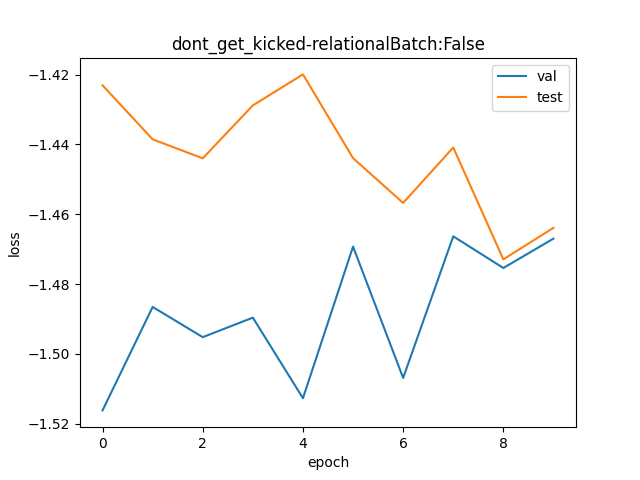 dont_get_kicked-relationalBatch:False
−1.42
−1.44
−1.46
−1.48
−1.50
−1.52
loss
0
2
4
6
8
epoch
val
test